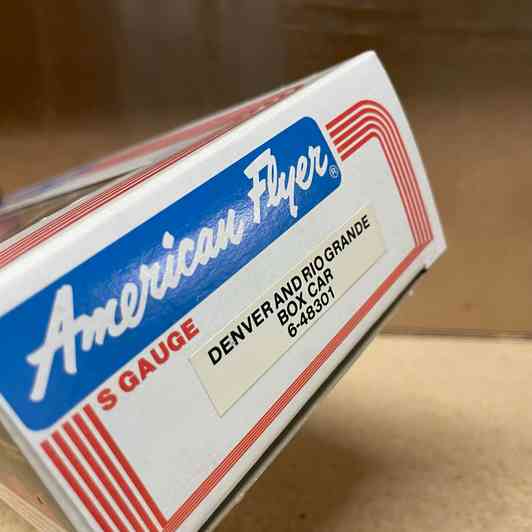 American Flyer®
S GAUGE
DENVER AND RIO GRANDE
BOX CAR
6-48301